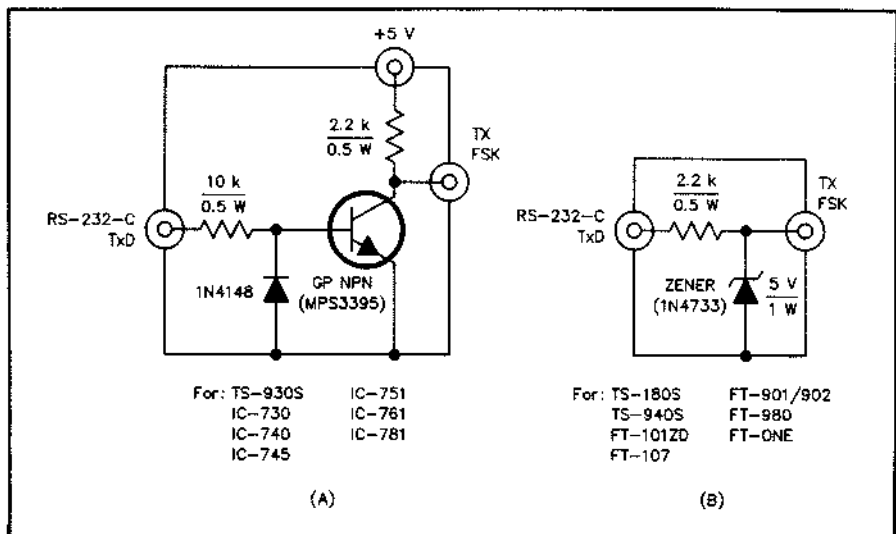 +5 V
2.2 k
0.5 W
TX
FSK
10 k
0.5 W
RS-232-C
TxD
1N4148
GP NPN
(MPS3395)
For: TS-930S IC-751
IC-730 IC-761
IC-740 IC-781
IC-745
(A)
TX
FSK
2.2 k
0.5 W
RS-232-C
TxD
ZENER
(1N4733)
5 V
1 W
For: TS-180S FT-901/902
TS-940S FT-980
FT-101ZD FT-ONE
FT-107
(B)